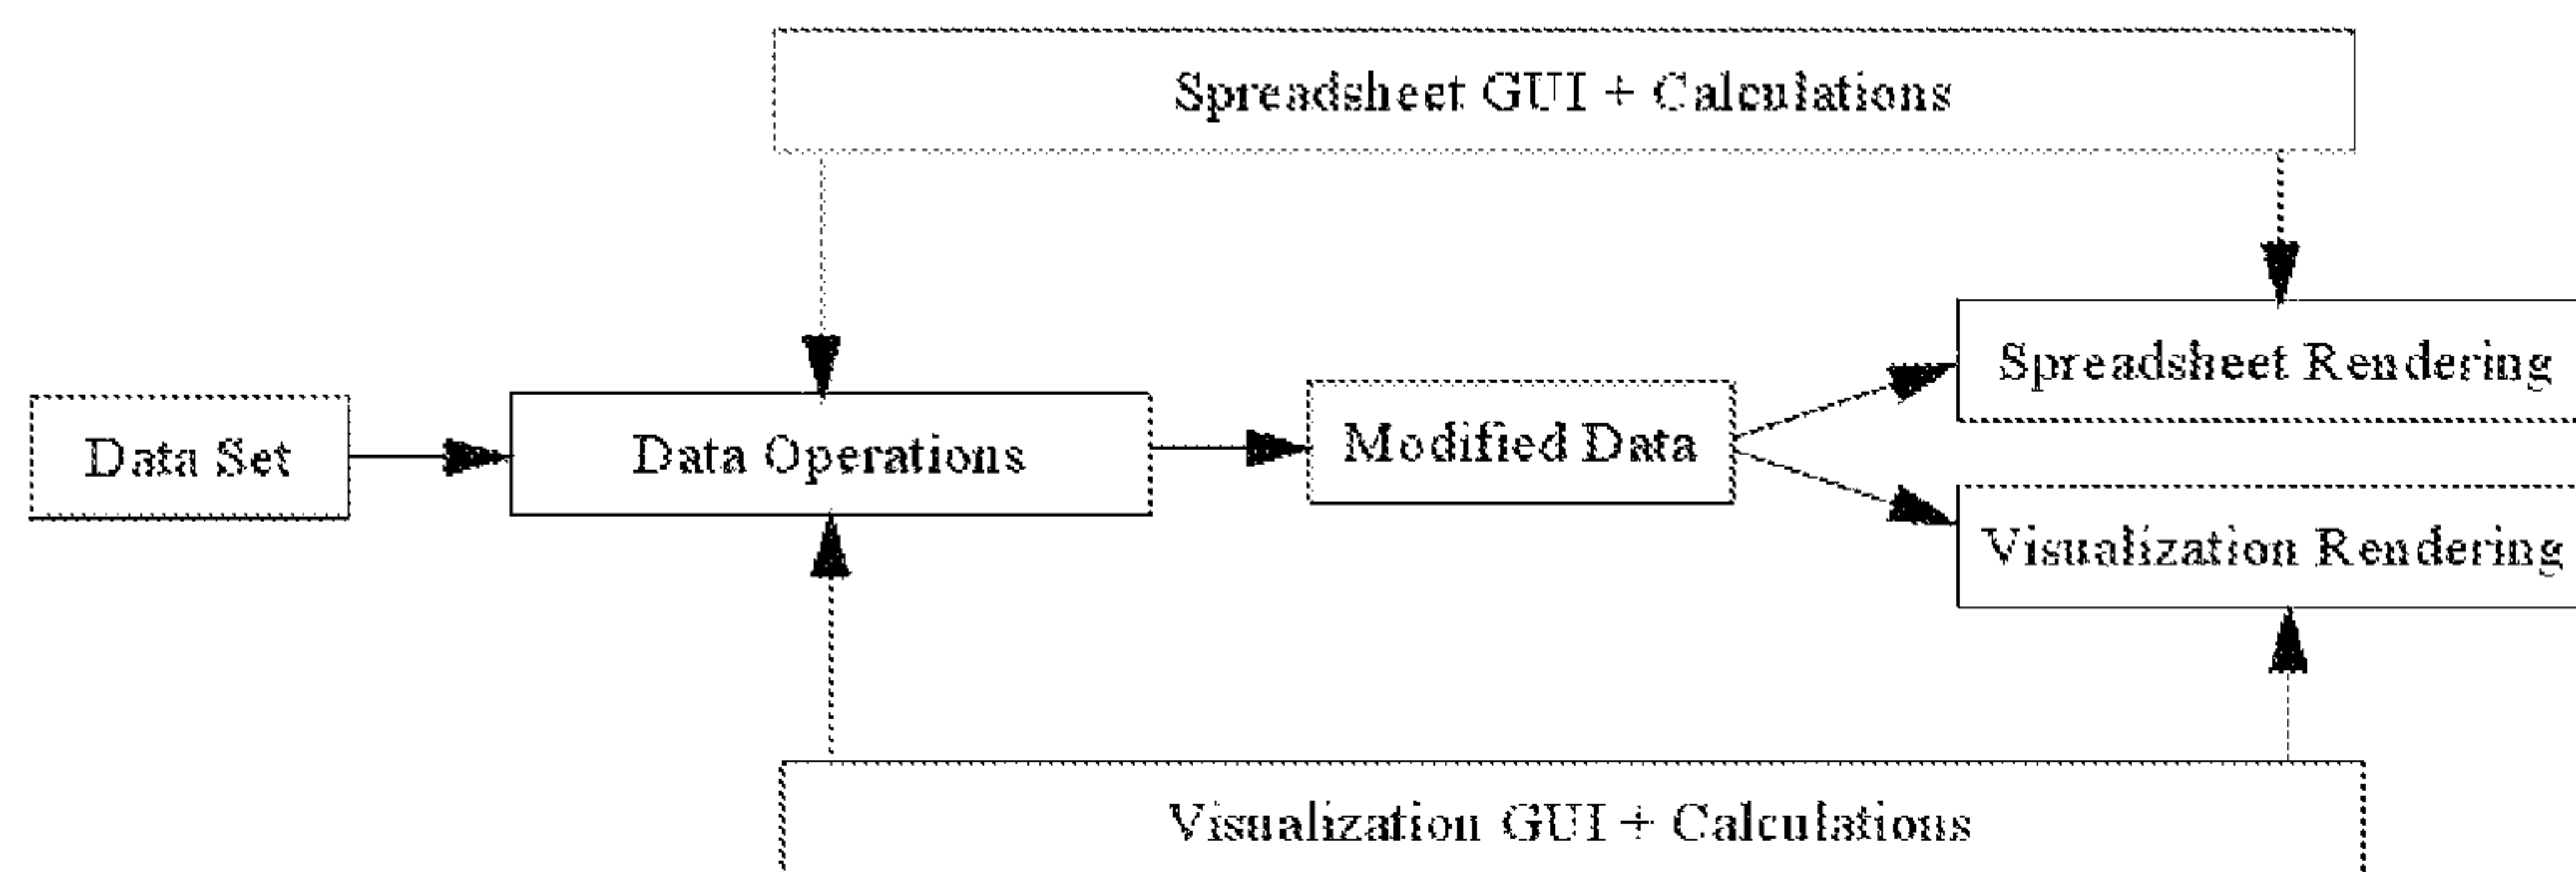 Spreadsheet GUI + Calculations
Spreadsheet Rendering
Data Set
Data Operations
Modified Data
Visualization Rendering
Visualization GUI + Calculations